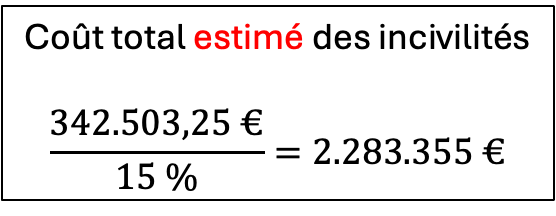 Coût total estimé des incivilités
342.503,25 €
15 %
= 2.283.355 €